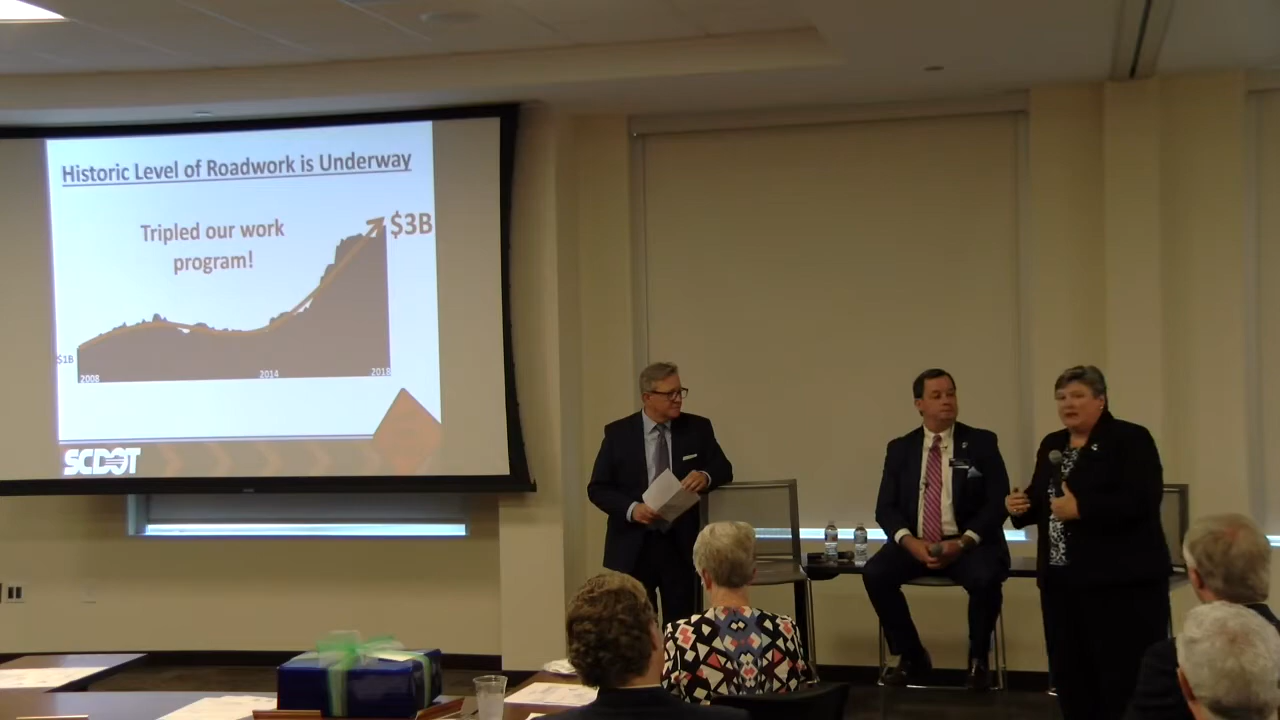 Historic Level of Roadwork is Underway
Tripled our work
program!
$3B
$1B
2008
2014
2018
SCDOT